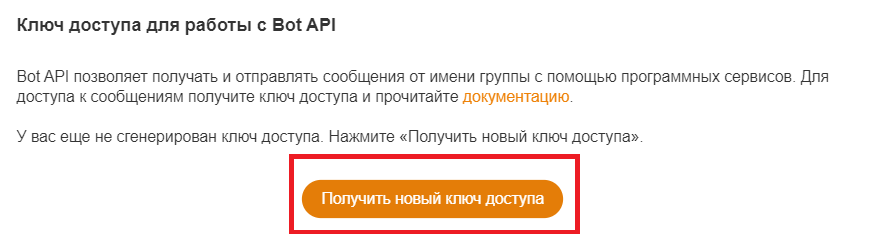 Ключ доступа для работы с Bot API
Bot API позволяет получать и отправлять сообщения от имени группы с помощью программных сервисов. Для
доступа к сообщениям получите ключ доступа и прочитайте документацию.
У вас еще не сгенерирован ключ доступа. Нажмите «Получить новый ключ доступа».
Получить новый ключ доступа